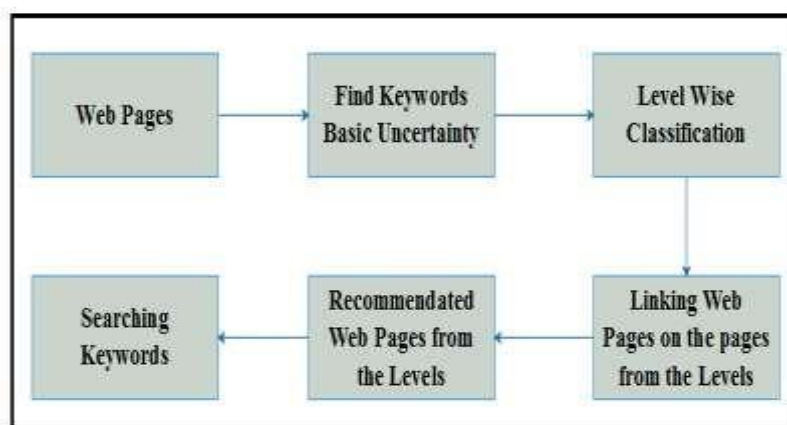 Web Pages
Find Keywords
Basic Uncertainty
Level Wise
Classification
Linking Web
Pages on the pages
from the Levels
Recommendated
Web Pages from
the Levels
Searching
Keywords